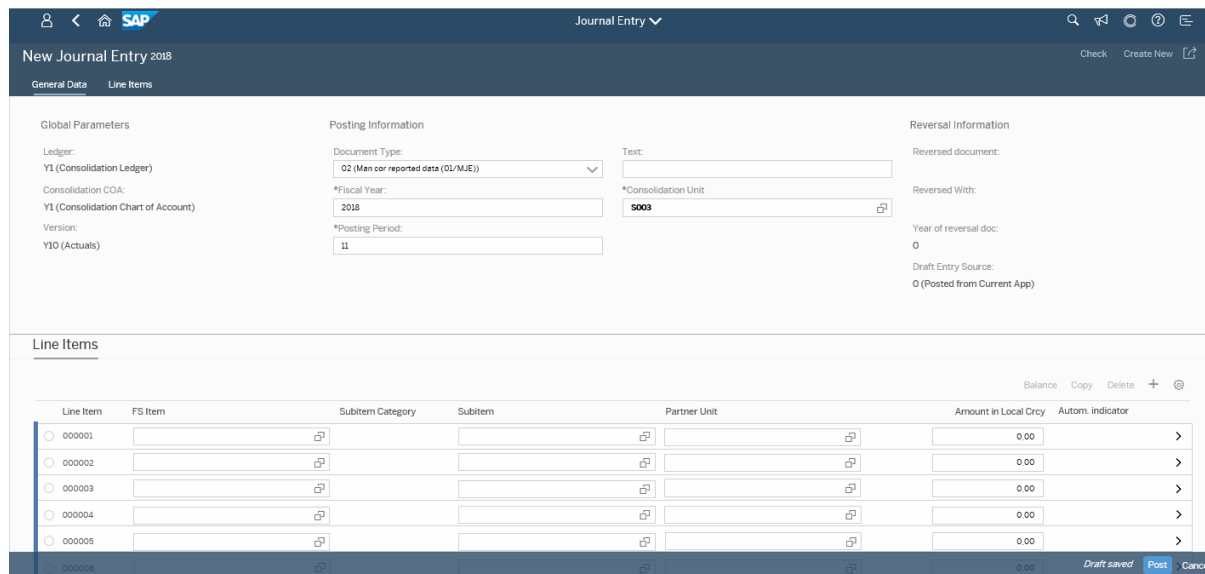 SAP
Journal Entry
New Journal Entry 2018
Check Create New
General Data Line Items
Global Parameters
Ledger:
Y1 (Consolidation Ledger)
Consolidation COA:
Y1 (Consolidation Chart of Account)
Version:
Y10 (Actuals)
Posting Information
Document Type:
02 (Man cor reported data (01/MJE))
*Fiscal Year:
2018
*Posting Period:
11
Text:
*Consolidation Unit
S003
Reversal Information
Reversed document:
Reversed With:
Year of reversal doc:
0
Draft Entry Source:
0 (Posted from Current App)
Line Items
Balance Copy Delete
Line Item FS Item Subitem Category Subitem Partner Unit Amount in Local Crcy Autom. indicator
000001 0,00
000002 0,00
000003 0,00
000004 0,00
000005 0,00
000006 0,00
Draft saved Post Cance